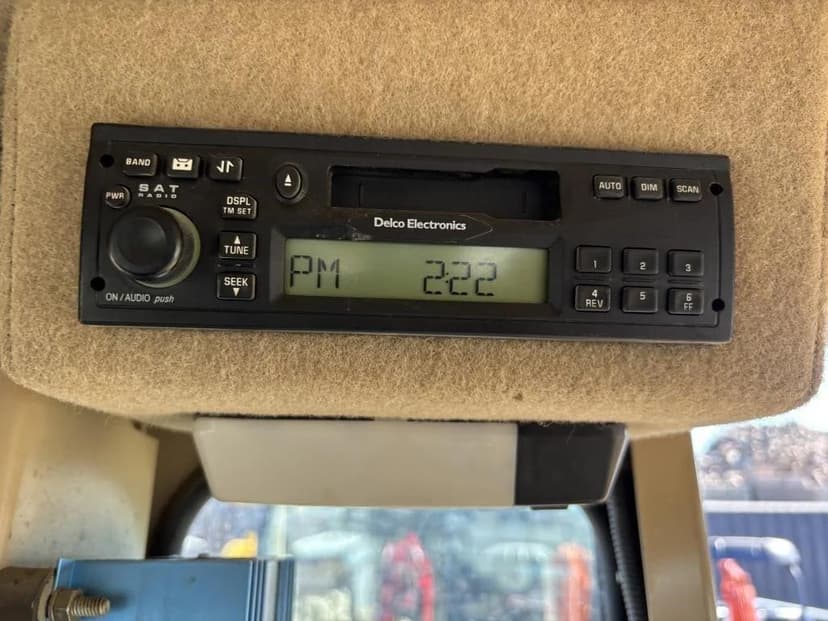 BAND
AUTO DIM SCAN
PWR SAT
RADIO
DSPL
TM SET
Delco Electronics
TUNE
PM 2:22
1 2 3
SEEK
4 5 6
REV FF
ON / AUDIO push